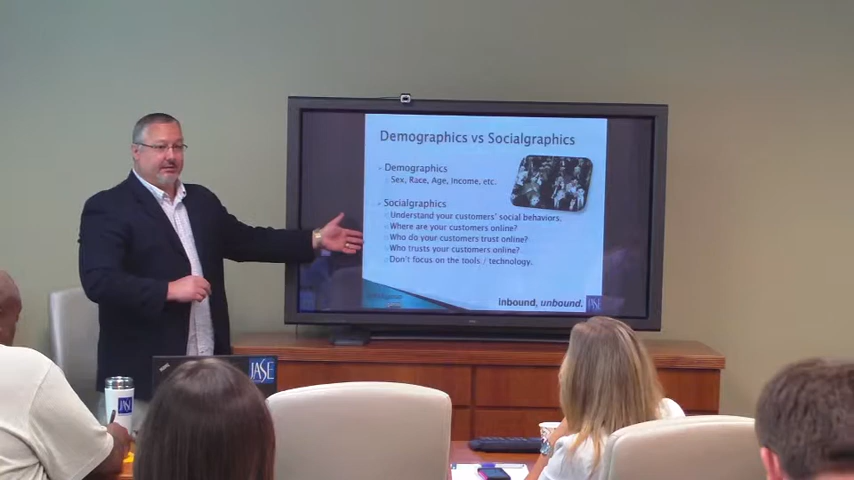 Demographics vs Socialgraphics
Demographics
Sex, Race, Age, Income, etc.
Socialgraphics
Understand your customers' social behaviors.
Where are your customers online?
Who do your customers trust online?
Who trusts your customers online?
Don't focus on the tools / technology.
inbound, unbound.
JASE
JASE